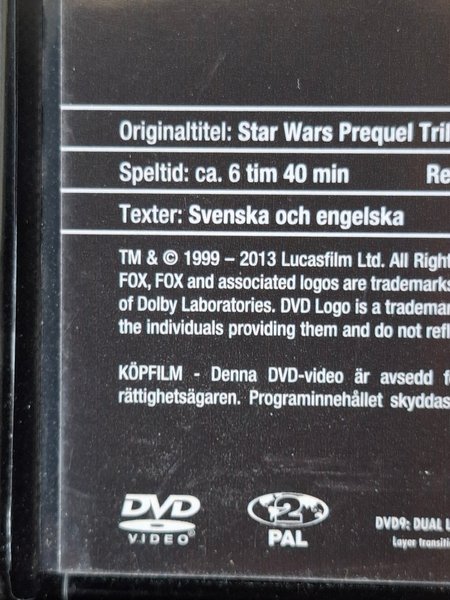 Originaltitel: Star Wars Prequel Tril
Speltid: ca. 6 tim 40 min Re
Texter: Svenska och engelska
TM & © 1999 – 2013 Lucasfilm Ltd. All Right
FOX, FOX and associated logos are trademarks
of Dolby Laboratories. DVD Logo is a trademar
the individuals providing them and do not refl
KÖPFILM - Denna DVD-video är avsedd f
rättighetsägaren. Programinnehållet skyddas
DVD
VIDEO®
2
PAL
DVD9: DUAL L
Layer transiti